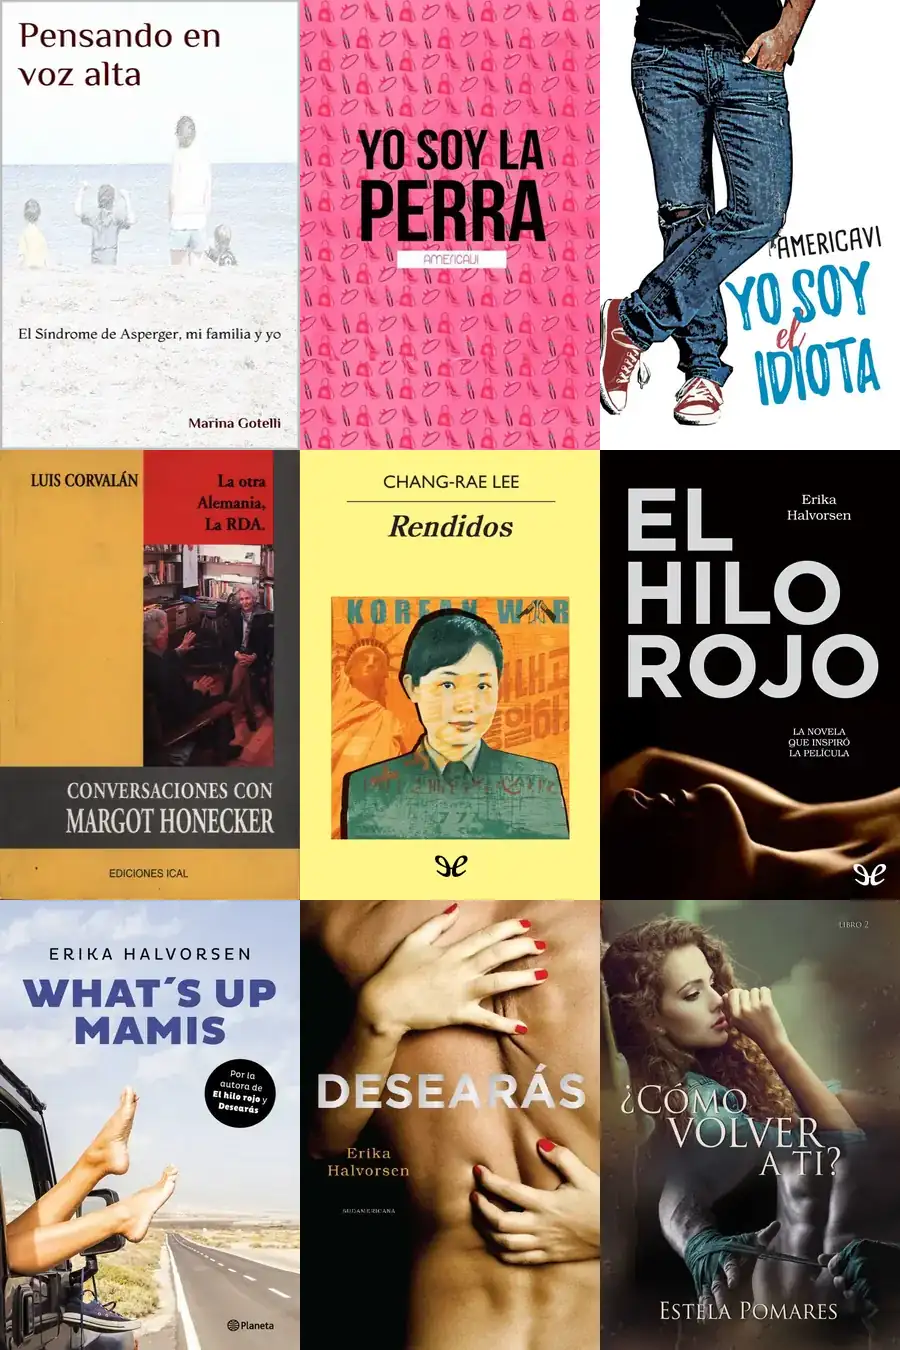 Pensando en
voz alta
El Síndrome de Asperger, mi familia y yo
Marina Gotelli
YO SOY LA
PERRA
AMERICAVI
AMERICAVI
YO SOY
el
IDIOTA
LUIS CORVALÁN
La otra
Alemania,
La RDA.
CONVERSACIONES CON
MARGOT HONECKER
EDICIONES ICAL
CHANG-RAE LEE
Rendidos
KOREAN WAR
EL
HILO
ROJO
Erika
Halvorsen
LA NOVELA
QUE INSPIRÓ
LA PELÍCULA
ERIKA HALVORSEN
WHAT´S UP
MAMIS
Por la
autora de
El hilo rojo y
Desearás
Planeta
DESEARÁS
Erika
Halvorsen
SUDAMERICANA
LIBRO 2
¿CÓMO
VOLVER
A TI?
ESTELA POMARES